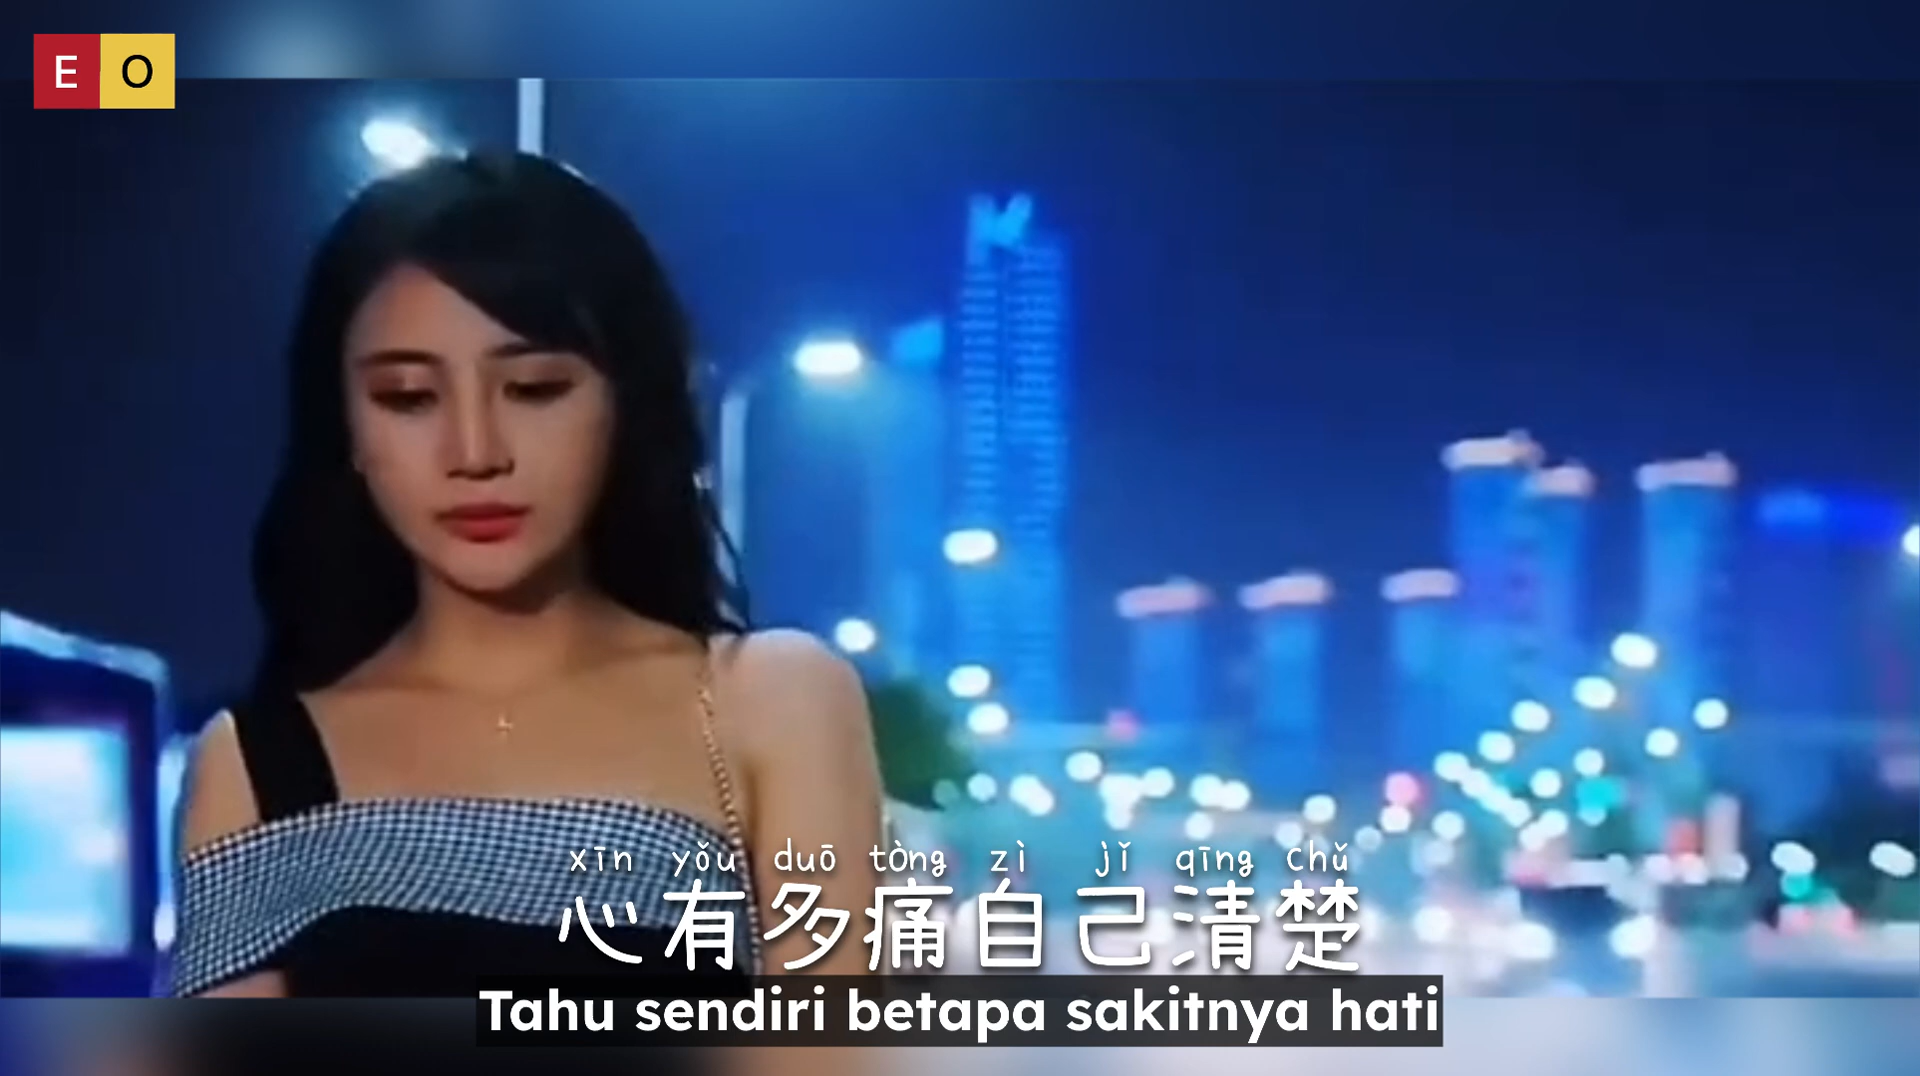 E O
xīn yǒu duō tòng zì jǐ qīng chǔ
心有多痛自己清楚
Tahu sendiri betapa sakitnya hati